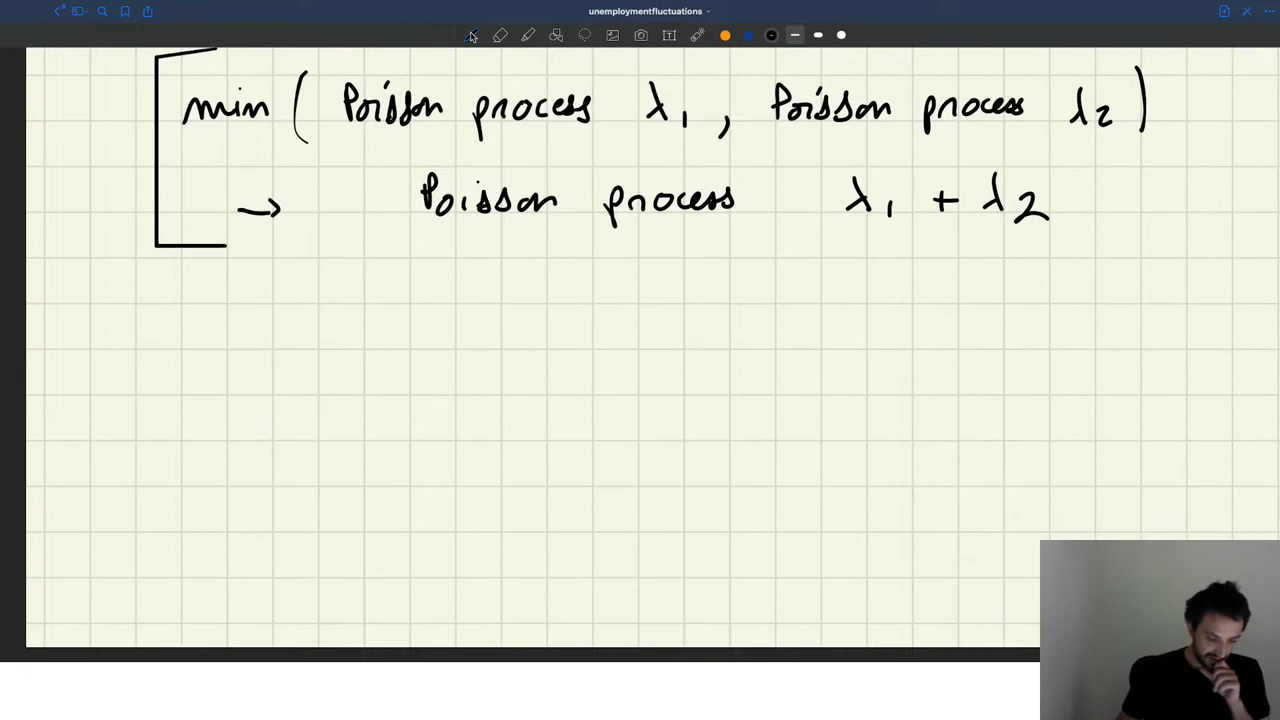 unemploymentfluctuations
min ( Poisson process λ1 , Poisson process λ2 )
→ Poisson process λ1 + λ2